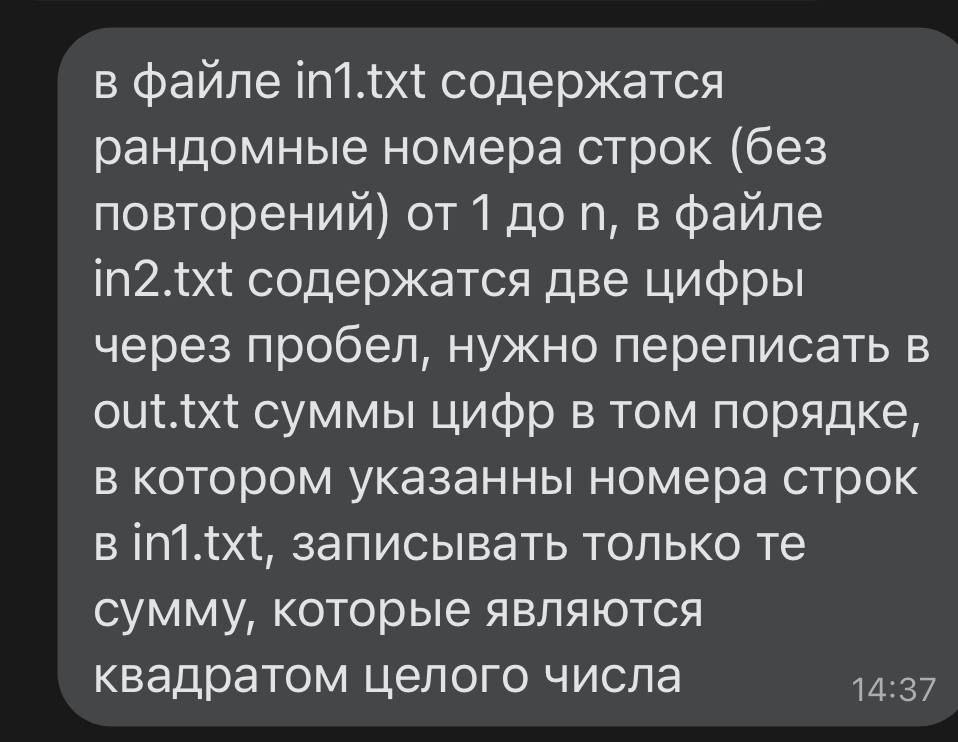 в файле in1.txt содержатся
рандомные номера строк (без
повторений) от 1 до n, в файле
in2.txt содержатся две цифры
через пробел, нужно переписать в
out.txt суммы цифр в том порядке,
в котором указанны номера строк
в in1.txt, записывать только те
сумму, которые являются
квадратом целого числа
14:37